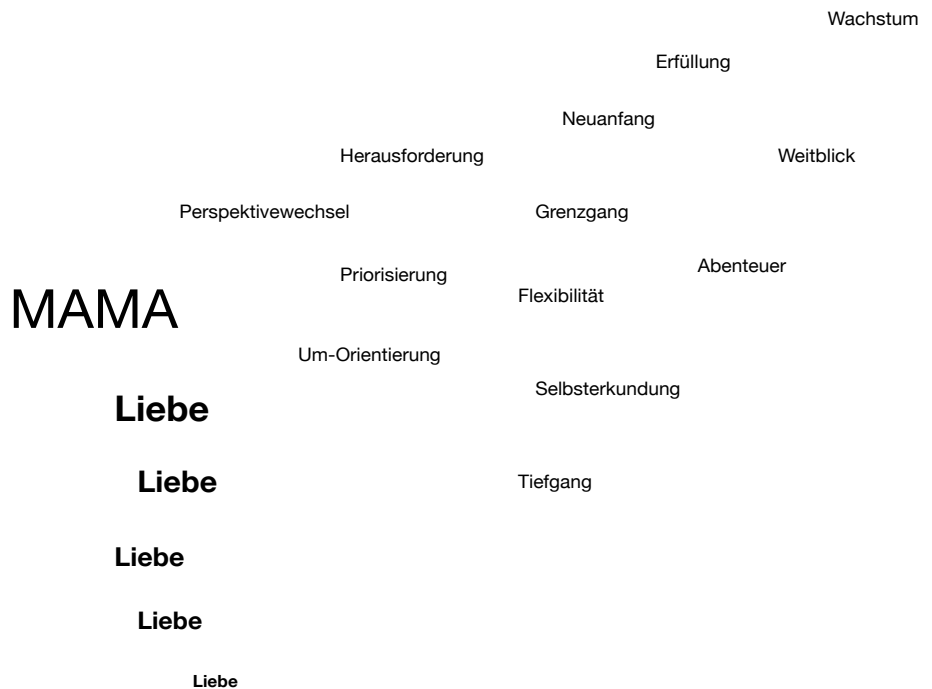 Wachstum
Erfüllung
Neuanfang
Herausforderung
Weitblick
Perspektivewechsel
Grenzgang
Abenteuer
Priorisierung
MAMA
Flexibilität
Um-Orientierung
Selbsterkundung
Liebe
Liebe
Tiefgang
Liebe
Liebe
Liebe